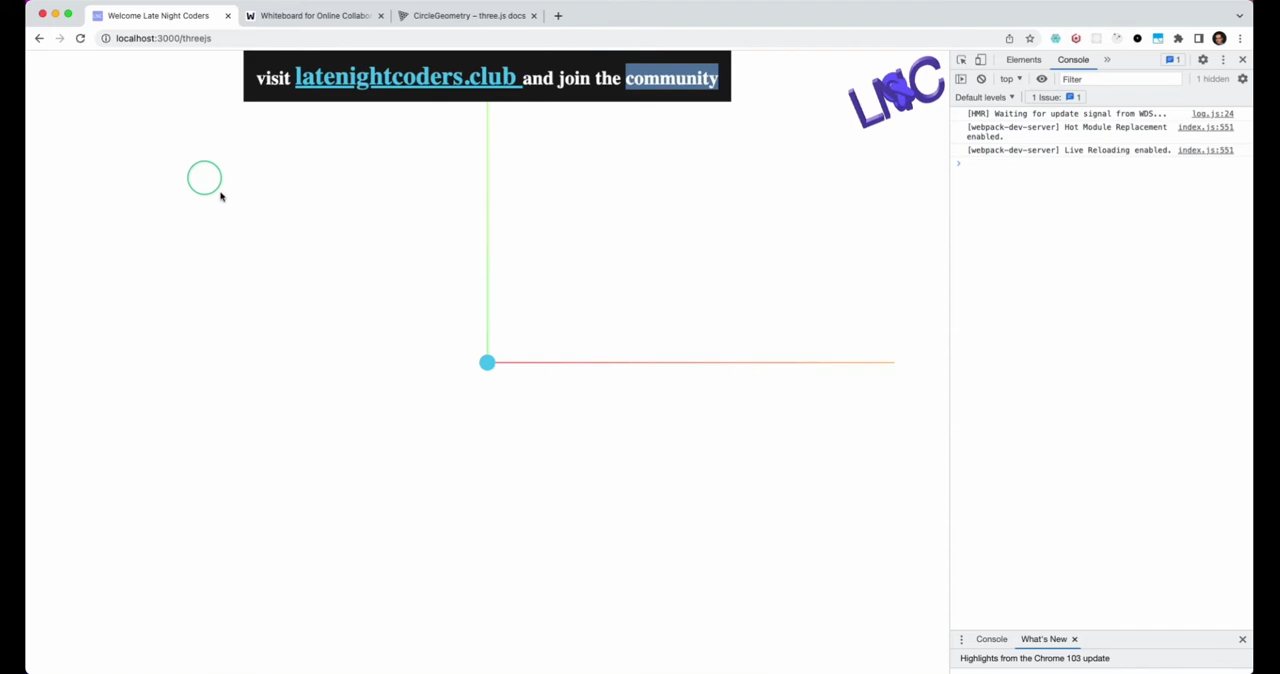 Welcome Late Night Coders
Whiteboard for Online Collabo
CircleGeometry – three.js docs
localhost:3000/threejs
visit latenightcoders.club and join the community
LNC
Elements
Console
1
top
Filter
1 hidden
Default levels
1 Issue:
1
[HMR] Waiting for update signal from WDS...
log.js:24
[webpack-dev-server] Hot Module Replacement
enabled.
index.js:551
[webpack-dev-server] Live Reloading enabled.
index.js:551
Console
What's New
Highlights from the Chrome 103 update